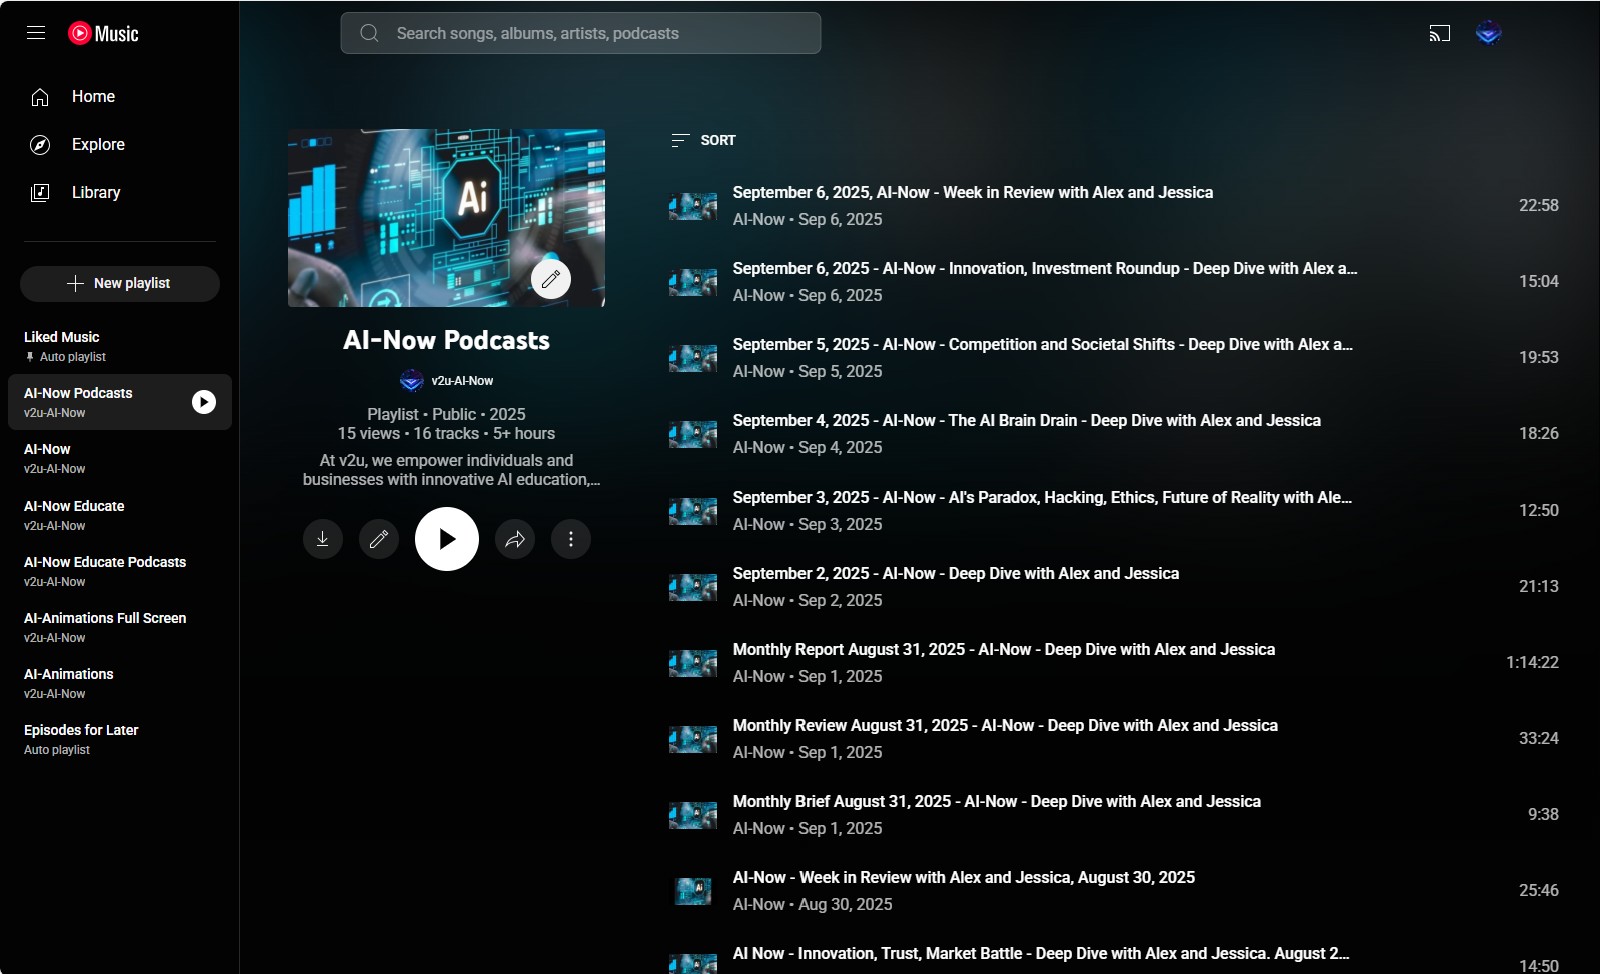 Music
Search songs, albums, artists, podcasts
Home
Explore
Library
New playlist
Liked Music
Auto playlist
AI-Now Podcasts
v2u-AI-Now
AI-Now
v2u-AI-Now
AI-Now Educate
v2u-AI-Now
AI-Now Educate Podcasts
v2u-AI-Now
AI-Animations Full Screen
v2u-AI-Now
AI-Animations
v2u-AI-Now
Episodes for Later
Auto playlist
Ai
AI-Now Podcasts
v2u-AI-Now
Playlist • Public • 2025
15 views • 16 tracks • 5+ hours
At v2u, we empower individuals and
businesses with innovative AI education,...
SORT
September 6, 2025, AI-Now - Week in Review with Alex and Jessica
AI-Now • Sep 6, 2025
22:58
September 6, 2025 - AI-Now - Innovation, Investment Roundup - Deep Dive with Alex a...
AI-Now • Sep 6, 2025
15:04
September 5, 2025 - AI-Now - Competition and Societal Shifts - Deep Dive with Alex a...
AI-Now • Sep 5, 2025
19:53
September 4, 2025 - AI-Now - The AI Brain Drain - Deep Dive with Alex and Jessica
AI-Now • Sep 4, 2025
18:26
September 3, 2025 - AI-Now - AI's Paradox, Hacking, Ethics, Future of Reality with Ale...
AI-Now • Sep 3, 2025
12:50
September 2, 2025 - AI-Now - Deep Dive with Alex and Jessica
AI-Now • Sep 2, 2025
21:13
Monthly Report August 31, 2025 - AI-Now - Deep Dive with Alex and Jessica
AI-Now • Sep 1, 2025
1:14:22
Monthly Review August 31, 2025 - AI-Now - Deep Dive with Alex and Jessica
AI-Now • Sep 1, 2025
33:24
Monthly Brief August 31, 2025 - AI-Now - Deep Dive with Alex and Jessica
AI-Now • Sep 1, 2025
9:38
AI-Now - Week in Review with Alex and Jessica, August 30, 2025
AI-Now • Aug 30, 2025
25:46
AI Now - Innovation, Trust, Market Battle - Deep Dive with Alex and Jessica. August 2...
14:50